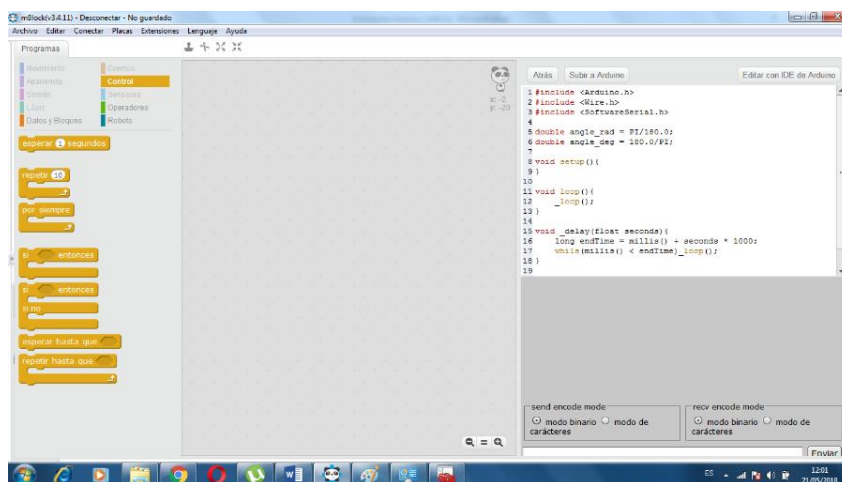 mBlock(v3.4.11) - Desconectar - No guardado
Archivo Editar Conectar Placas Extensiones Lenguaje Ayuda
Programas
Movimiento Eventos
Apariencia Control
Sonido Sensores
Lápiz Operadores
Datos y Bloques Robots
esperar 1 segundos
repetir 10
por siempre
si entonces
si entonces
si no
esperar hasta que
repetir hasta que
x: -2
y: -20
Atrás Subir a Arduino Editar con IDE de Arduino
1 #include <Arduino.h>
2 #include <Wire.h>
3 #include <SoftwareSerial.h>
4
5 double angle_rad = PI/180.0;
6 double angle_deg = 180.0/PI;
7
8 void setup(){
9 }
10
11 void loop(){
12 _loop();
13 }
14
15 void _delay(float seconds){
16 long endTime = millis() + seconds * 1000;
17 while(millis() < endTime)_loop();
18 }
19
send encode mode
modo binario modo de
carácteres
recv encode mode
modo binario modo de
carácteres
Enviar
ES 12:01
21/05/2018